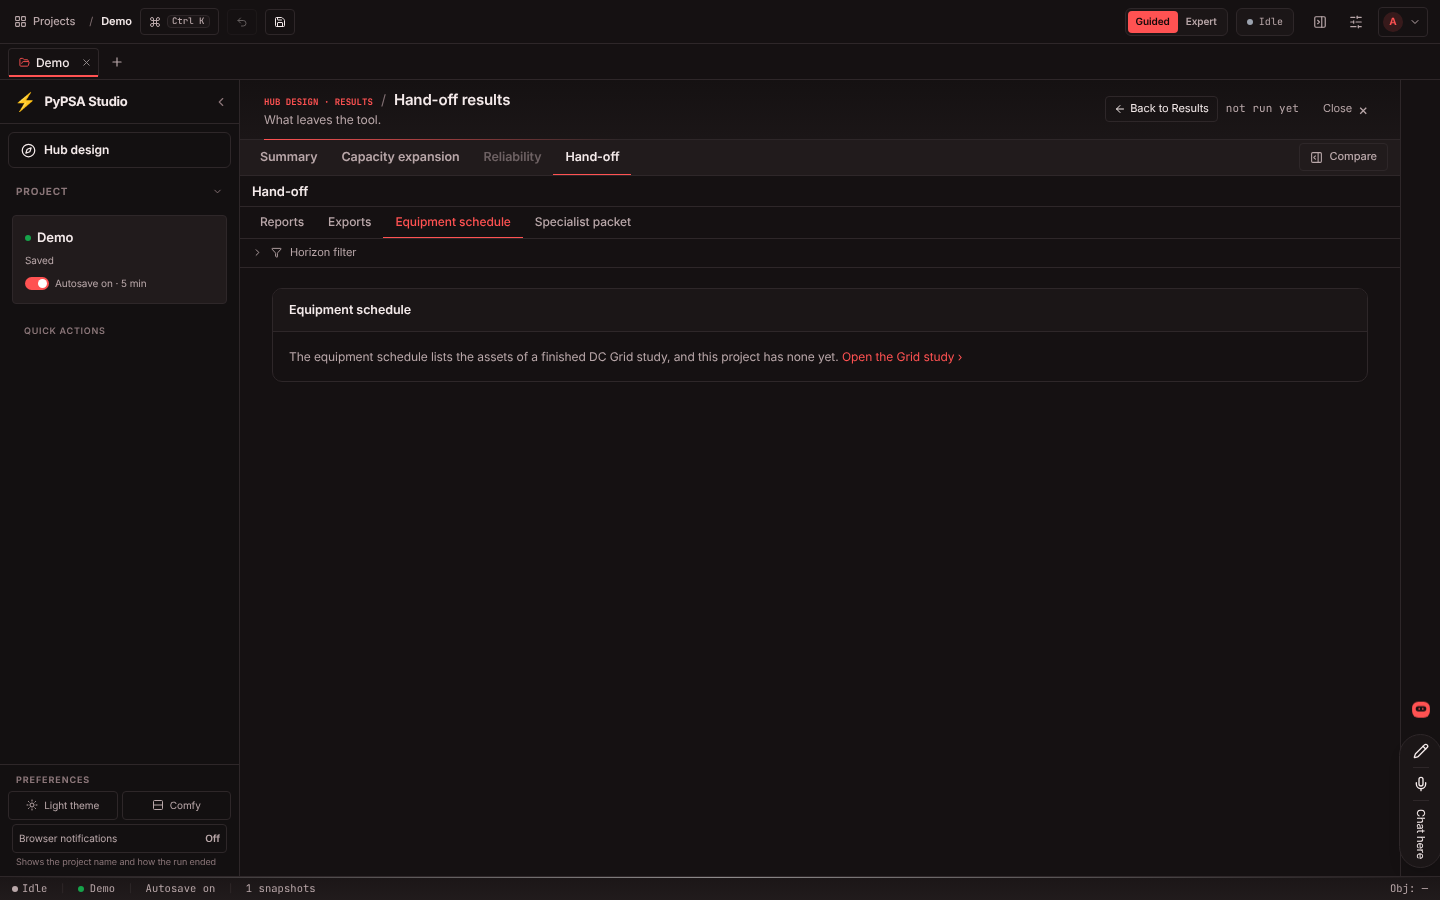 Projects / Demo Ctrl K Guided Expert Idle A
Demo
PyPSA Studio
HUB DESIGN · RESULTS / Hand-off results
What leaves the tool.
Back to Results not run yet Close
Hub design
Summary Capacity expansion Reliability Hand-off Compare
PROJECT
Hand-off
Demo
Saved
Autosave on · 5 min
Reports Exports Equipment schedule Specialist packet
Horizon filter
QUICK ACTIONS
Equipment schedule
The equipment schedule lists the assets of a finished DC Grid study, and this project has none yet. Open the Grid study ›
PREFERENCES
Light theme Comfy
Browser notifications Off
Shows the project name and how the run ended
Chat here
Idle Demo Autosave on 1 snapshots Obj: —